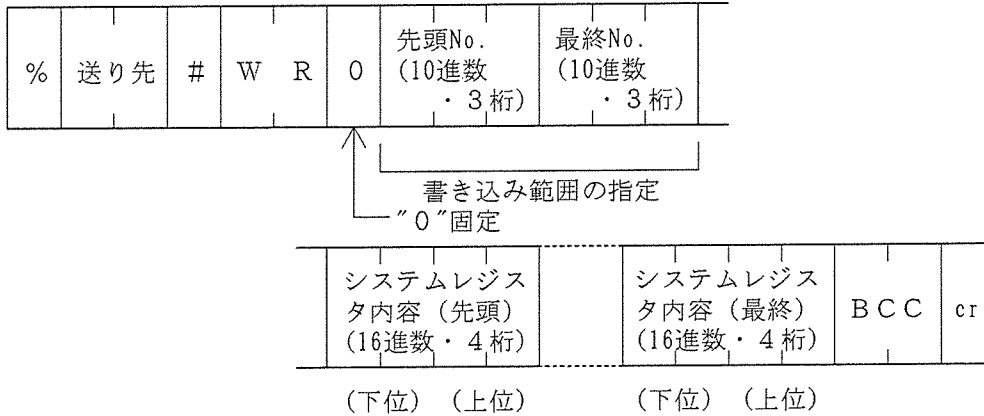 % 送り先 # W R 0 先頭No. (10進数・3桁) 最終No. (10進数・3桁)
書き込み範囲の指定
"0"固定
システムレジスタ内容(先頭)(16進数・4桁) システムレジスタ内容(最終)(16進数・4桁) BCC cr
(下位) (上位) (下位) (上位)